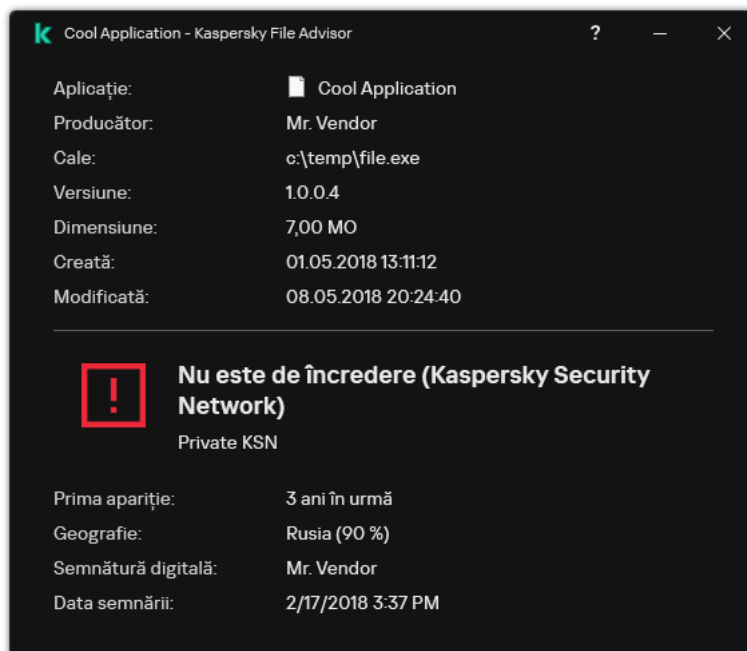 Cool Application - Kaspersky File Advisor ?
Aplicație: Cool Application
Producător: Mr. Vendor
Cale: c:\temp\file.exe
Versiune: 1.0.0.4
Dimensiune: 7,00 MO
Creată: 01.05.2018 13:11:12
Modificată: 08.05.2018 20:24:40
Nu este de încredere (Kaspersky Security
Network)
Private KSN
Prima apariție: 3 ani în urmă
Geografie: Rusia (90 %)
Semnătură digitală: Mr. Vendor
Data semnării: 2/17/2018 3:37 PM